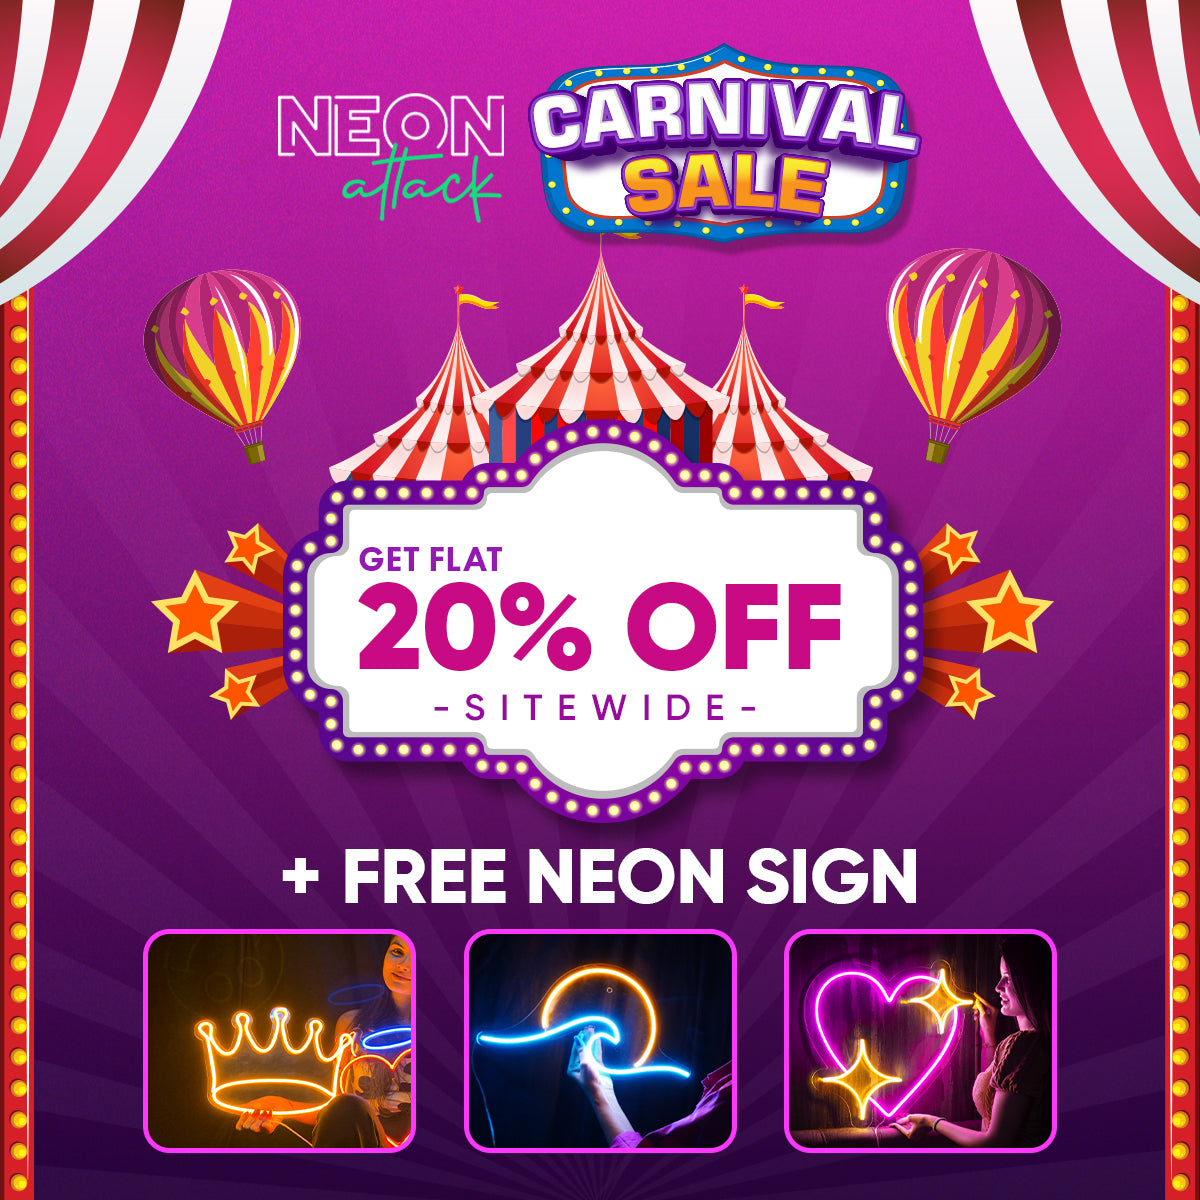 NEON
attack
CARNIVAL
SALE
GET FLAT
20% OFF
-SITEWIDE-
+ FREE NEON SIGN